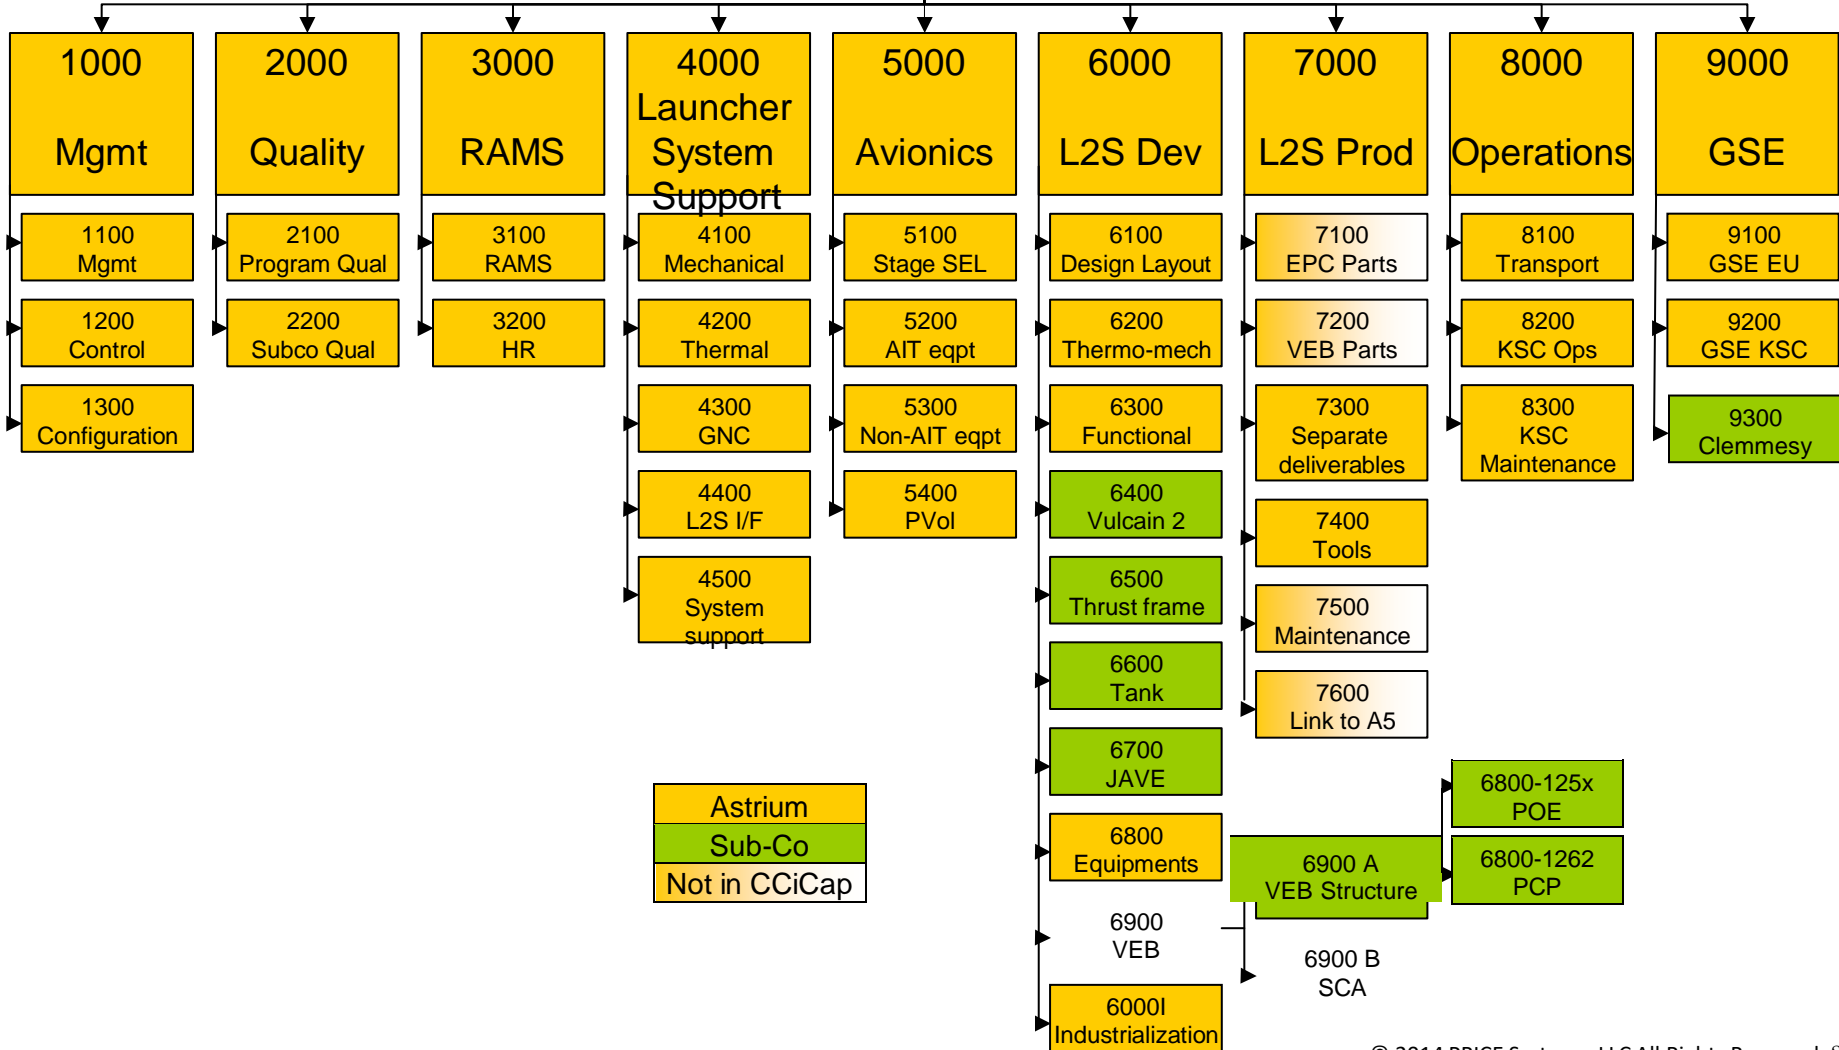 1000
Mgmt
2000
Quality
3000
RAMS
4000
Launcher
System
Support
5000
Avionics
6000
L2S Dev
7000
L2S Prod
8000
Operations
9000
GSE
1100
Mgmt
1200
Control
1300
Configuration
2100
Program Qual
2200
Subco Qual
3100
RAMS
3200
HR
4100
Mechanical
4200
Thermal
4300
GNC
4400
L2S I/F
4500
System
support
5100
Stage SEL
5200
AIT eqpt
5300
Non-AIT eqpt
5400
PVol
6100
Design Layout
6200
Thermo-mech
6300
Functional
6400
Vulcain 2
6500
Thrust frame
6600
Tank
6700
JAVE
6800
Equipments
6900
VEB
6000I
Industrialization
7100
EPC Parts
7200
VEB Parts
7300
Separate
deliverables
7400
Tools
7500
Maintenance
7600
Link to A5
6900 A
VEB Structure
6900 B
SCA
6800-125x
POE
6800-1262
PCP
8100
Transport
8200
KSC Ops
8300
KSC
Maintenance
9100
GSE EU
9200
GSE KSC
9300
Clemmesy
Astrium
Sub-Co
Not in CCiCap
© 2014 PRICE Systems, LLC All Rights Reserved